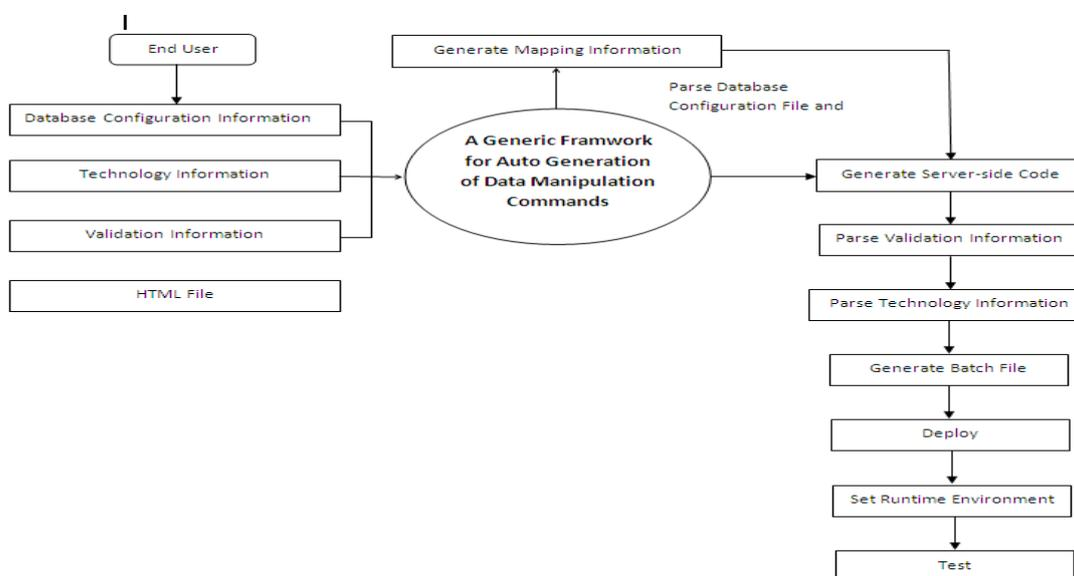 End User
Database Configuration Information
Technology Information
Validation Information
HTML File
Generate Mapping Information
Parse Database
Configuration File and
A Generic Framwork
for Auto Generation
of Data Manipulation
Commands
Generate Server-side Code
Parse Validation Information
Parse Technology Information
Generate Batch File
Deploy
Set Runtime Environment
Test